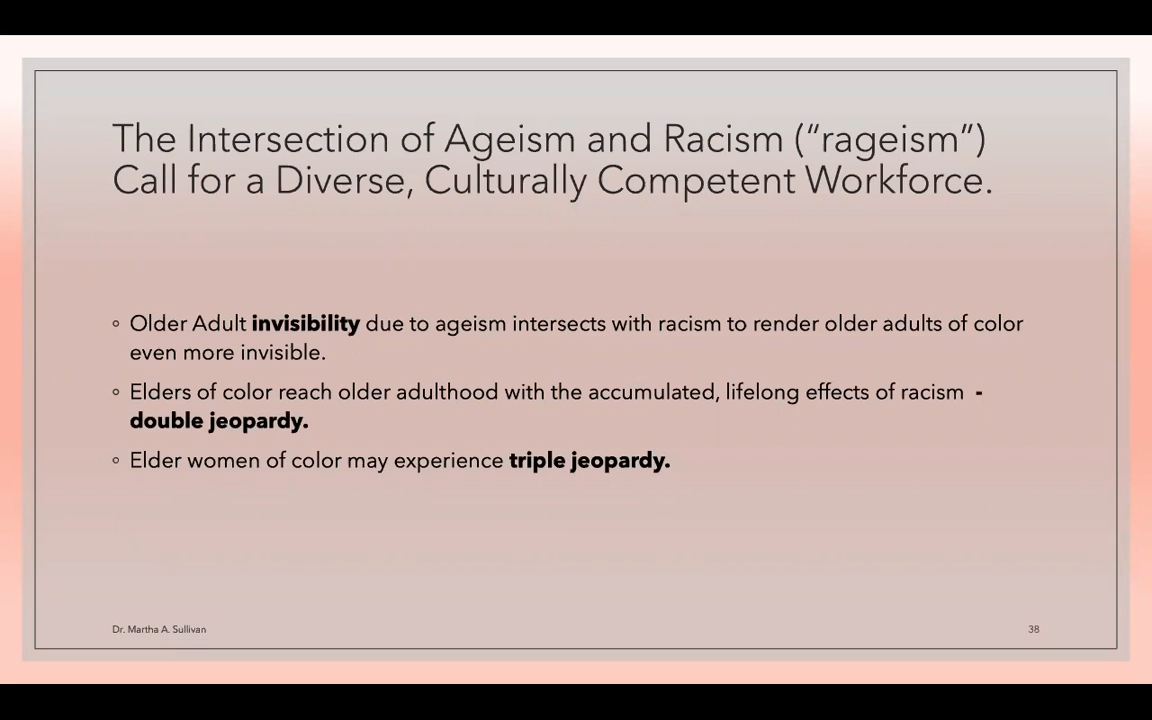 The Intersection of Ageism and Racism (“rageism”)
Call for a Diverse, Culturally Competent Workforce.
◦ Older Adult invisibility due to ageism intersects with racism to render older adults of color
even more invisible.
◦ Elders of color reach older adulthood with the accumulated, lifelong effects of racism -
double jeopardy.
◦ Elder women of color may experience triple jeopardy.
Dr. Martha A. Sullivan
38